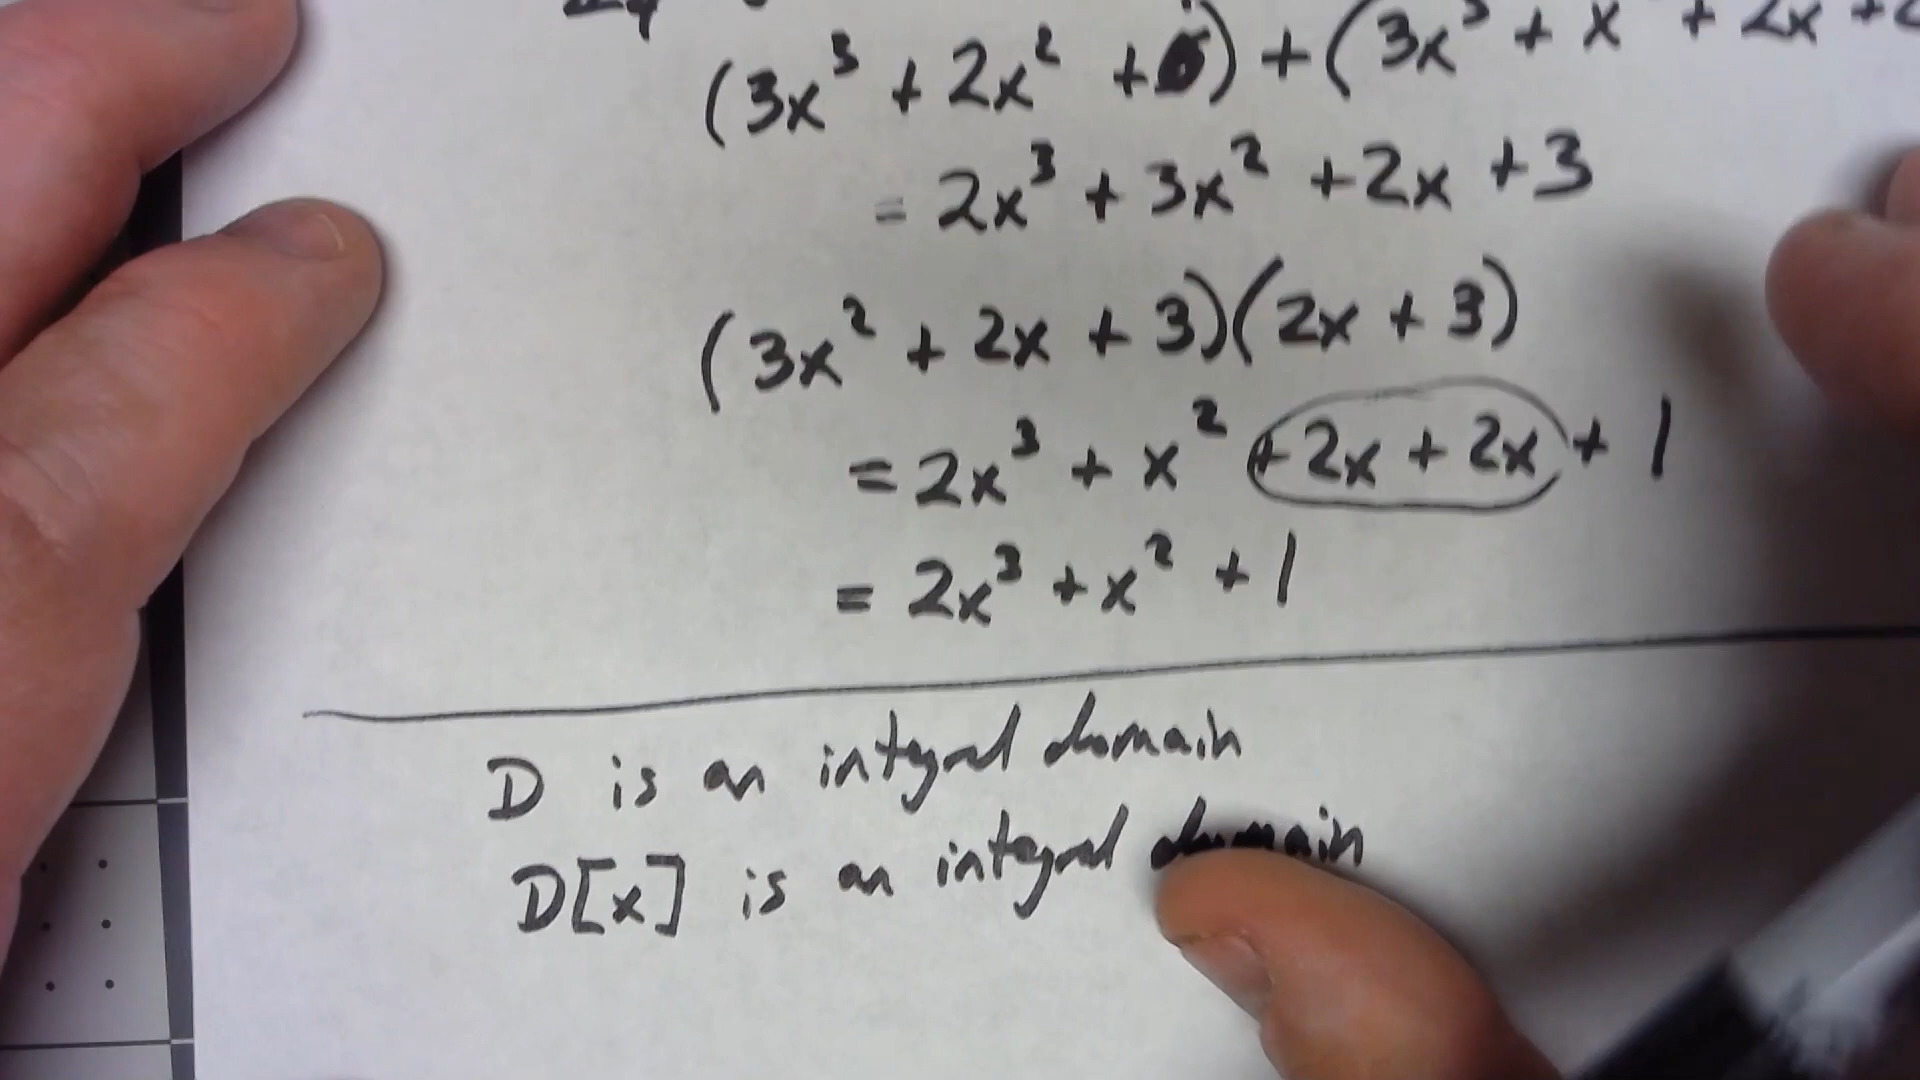 (3x³ + 2x² + ) + (3x³ + x + 2x +
= 2x³ + 3x² + 2x + 3
(3x² + 2x + 3)(2x + 3)
= 2x³ + x² + 2x + 2x + 1
= 2x³ + x² + 1
D is an integral domain
D[x] is an integral domain